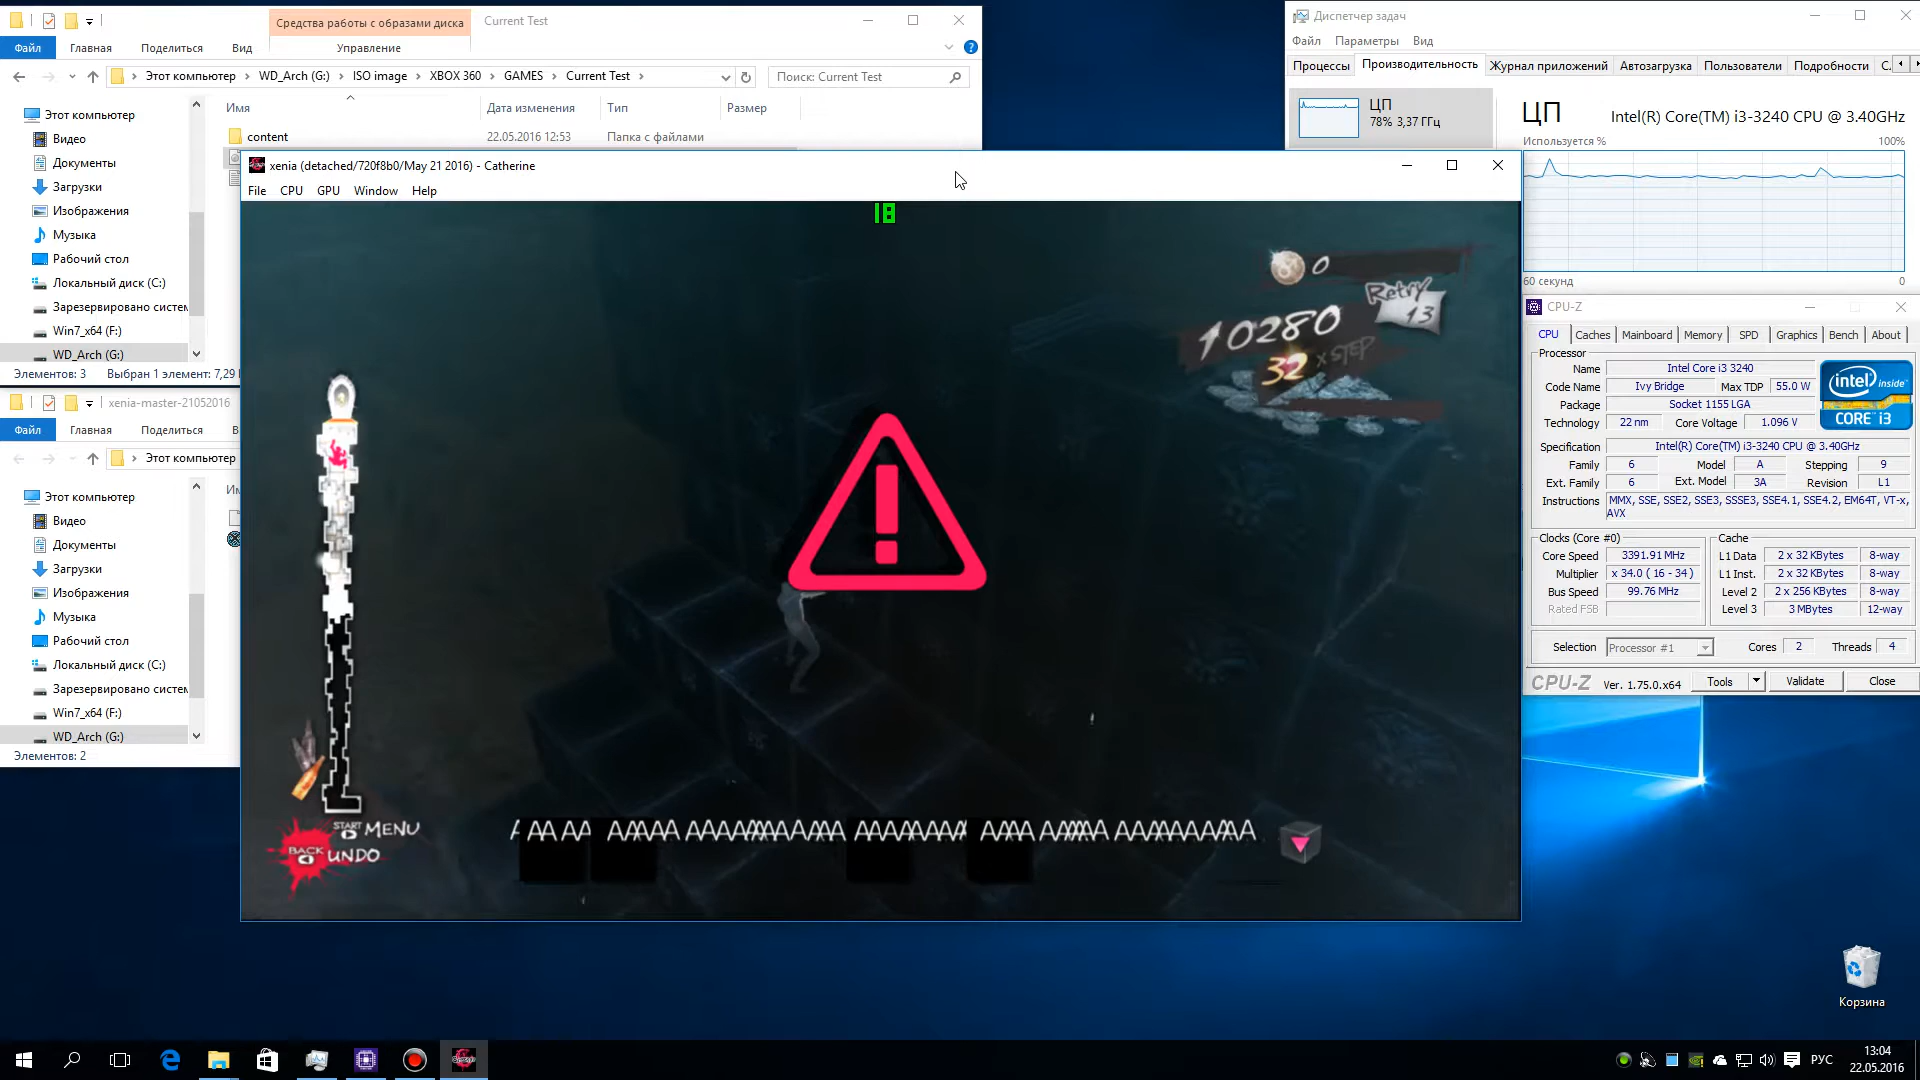 Средства работы с образами диска
Current Test
Файл
Главная
Поделиться
Вид
Управление
Этот компьютер
WD_Arch (G:)
ISO image
XBOX 360
GAMES
Current Test
Поиск: Current Test
Имя
Дата изменения
Тип
Размер
Этот компьютер
Видео
Документы
Загрузки
Изображения
Музыка
Рабочий стол
Локальный диск (C:)
Зарезервировано систем
Win7_x64 (F:)
WD_Arch (G:)
content
22.05.2016 12:53
Папка с файлами
Элементов: 3
Выбран 1 элемент: 7,29
xenia-master-21052016
Файл
Главная
Поделиться
В
Этот компьютер
Этот компьютер
Видео
Документы
Загрузки
Изображения
Музыка
Рабочий стол
Локальный диск (C:)
Зарезервировано систем
Win7_x64 (F:)
WD_Arch (G:)
Элементов: 2
xenia (detached/720f8b0/May 21 2016) - Catherine
File
CPU
GPU
Window
Help
18
0
Retry
13
10280
32 x STEP
!
START
MENU
BACK
UNDO
Диспетчер задач
Файл
Параметры
Вид
Процессы
Производительность
Журнал приложений
Автозагрузка
Пользователи
Подробности
С.
ЦП
78% 3,37 ГГц
ЦП
Intel(R) Core(TM) i3-3240 CPU @ 3.40GHz
Используется %
100%
60 секунд
0
CPU-Z
CPU
Caches
Mainboard
Memory
SPD
Graphics
Bench
About
Processor
Name
Intel Core i3 3240
Code Name
Ivy Bridge
Max TDP
55.0 W
Package
Socket 1155 LGA
Technology
22 nm
Core Voltage
1.096 V
intel inside
CORE i3
Specification
Intel(R) Core(TM) i3-3240 CPU @ 3.40GHz
Family
6
Model
A
Stepping
9
Ext. Family
6
Ext. Model
3A
Revision
L1
Instructions
MMX, SSE, SSE2, SSE3, SSSE3, SSE4.1, SSE4.2, EM64T, VT-x,
AVX
Clocks (Core #0)
Core Speed
3391.91 MHz
Multiplier
x 34.0 ( 16 - 34 )
Bus Speed
99.76 MHz
Rated FSB
Cache
L1 Data
2 x 32 KBytes
8-way
L1 Inst.
2 x 32 KBytes
8-way
Level 2
2 x 256 KBytes
8-way
Level 3
3 MBytes
12-way
Selection
Processor #1
Cores
2
Threads
4
CPU-Z
Ver. 1.75.0.x64
Tools
Validate
Close
Корзина
РУС
13:04
22.05.2016